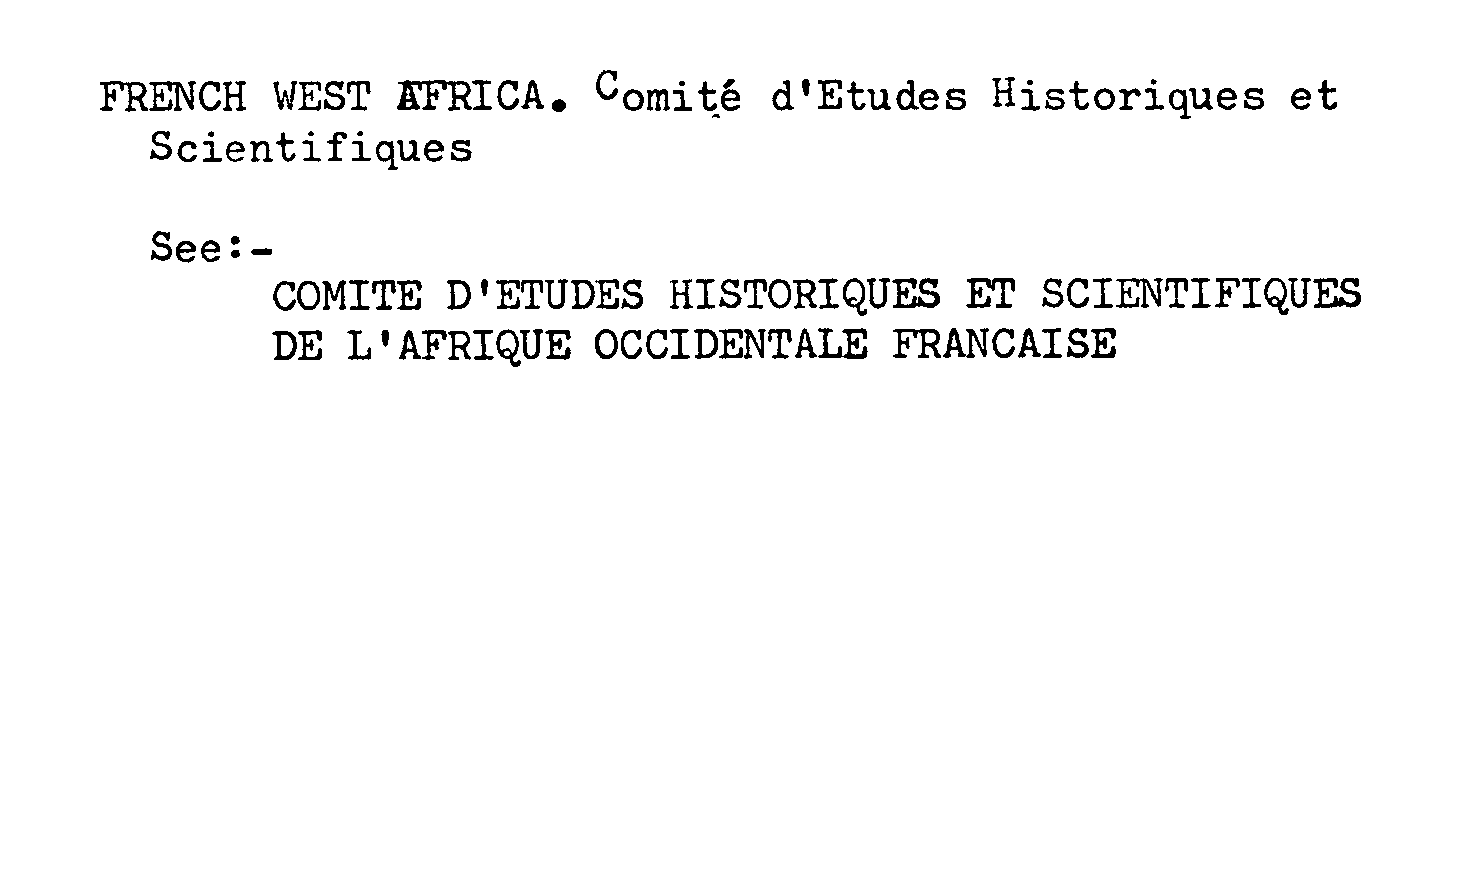 FRENCH WEST AFRICA. Comité d'Etudes Historiques et
Scientifiques
See:-
COMITE D'ETUDES HISTORIQUES ET SCIENTIFIQUES
DE L'AFRIQUE OCCIDENTALE FRANCAISE